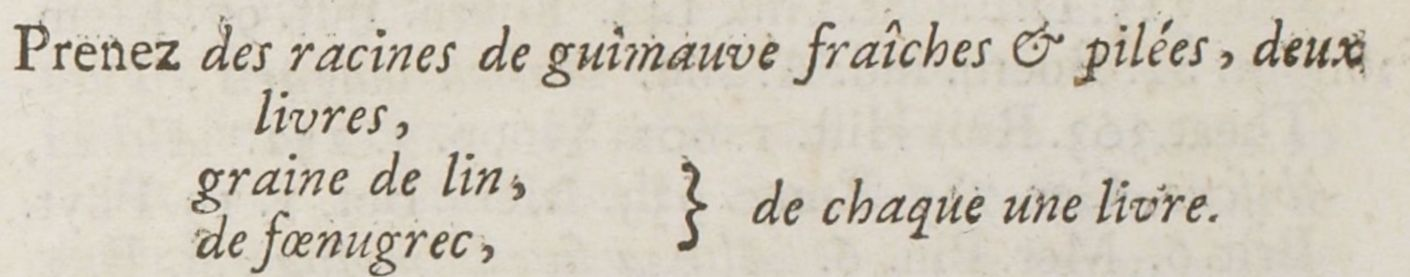 Prenez des racines de guimauve fraîches & pilées, deux
livres,
graine de lin,
de fœnugrec,
} de chaque une livre.